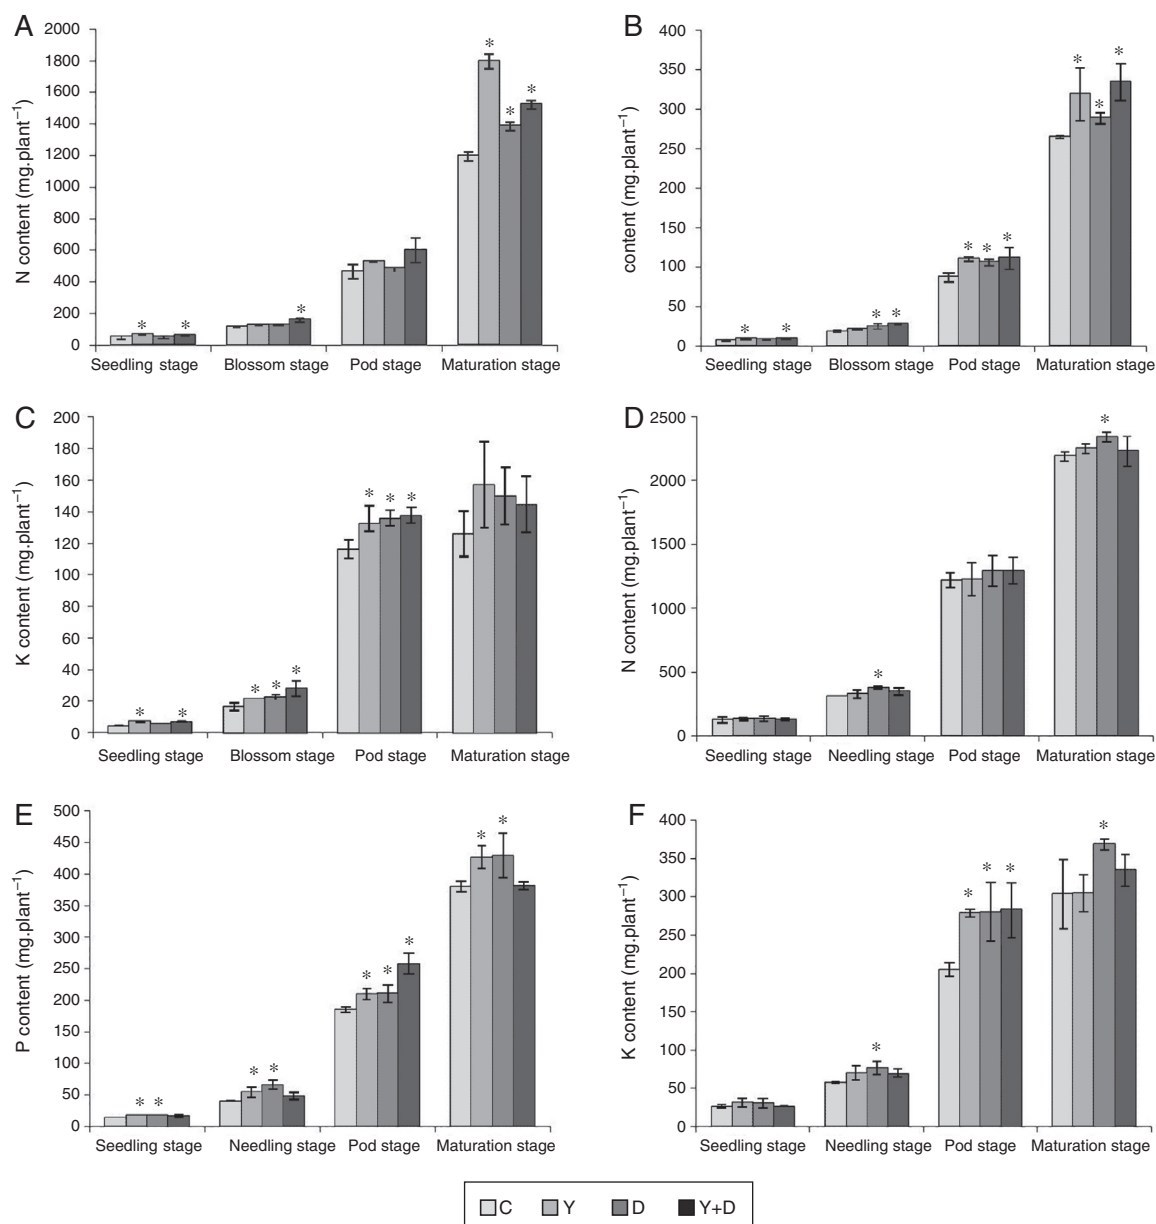 A
N content (mg.plant⁻¹)
2000
1800
1600
1400
1200
1000
800
600
400
200
0
* * * * * *
Seedling stage Blossom stage Pod stage Maturation stage
B
content (mg.plant⁻¹)
400
350
300
250
200
150
100
50
0
* * * * * * * * * *
Seedling stage Blossom stage Pod stage Maturation stage
C
K content (mg.plant⁻¹)
200
180
160
140
120
100
80
60
40
20
0
* * * * * * * *
Seedling stage Blossom stage Pod stage Maturation stage
D
N content (mg.plant⁻¹)
2500
2000
1500
1000
500
0
* *
Seedling stage Needling stage Pod stage Maturation stage
E
P content (mg.plant⁻¹)
500
450
400
350
300
250
200
150
100
50
0
* * * * * * * * *
Seedling stage Needling stage Pod stage Maturation stage
F
K content (mg.plant⁻¹)
400
350
300
250
200
150
100
50
0
* * * * *
Seedling stage Needling stage Pod stage Maturation stage
C Y D Y+D